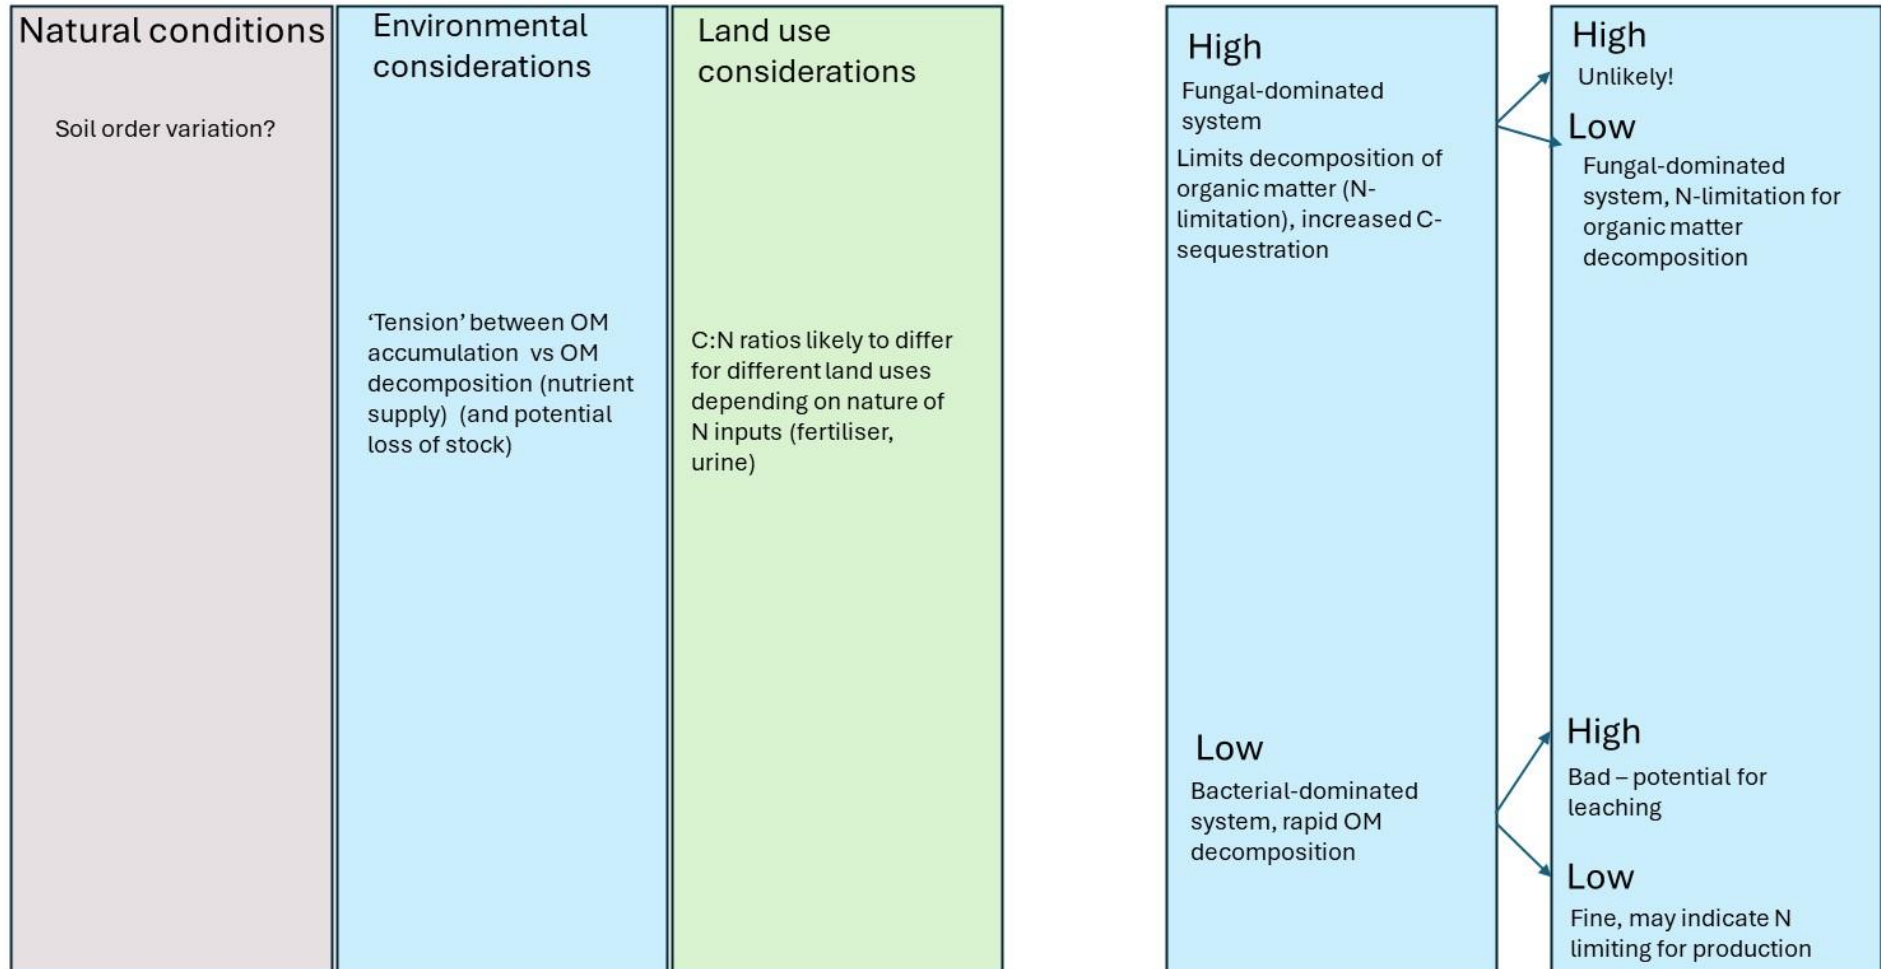 Natural conditions
Soil order variation?
Environmental
considerations
‘Tension’ between OM
accumulation vs OM
decomposition (nutrient
supply) (and potential
loss of stock)
Land use
considerations
C:N ratios likely to differ
for different land uses
depending on nature of
N inputs (fertiliser,
urine)
High
Fungal-dominated
system
Limits decomposition of
organic matter (N-
limitation), increased C-
sequestration
Low
Bacterial-dominated
system, rapid OM
decomposition
High
Unlikely!
Low
Fungal-dominated
system, N-limitation for
organic matter
decomposition
High
Bad – potential for
leaching
Low
Fine, may indicate N
limiting for production